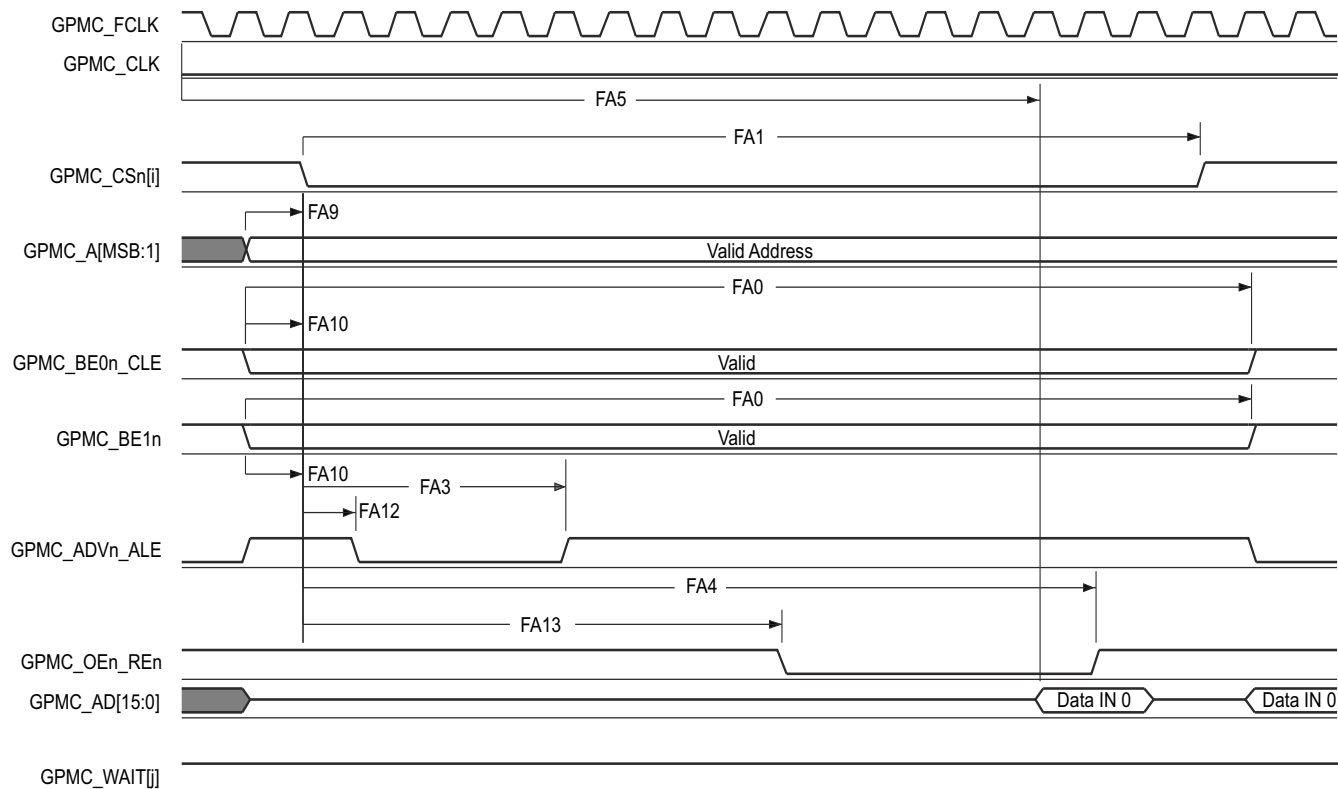 GPMC_FCLK
GPMC_CLK
FA5
FA1
GPMC_CSn[i]
FA9
GPMC_A[MSB:1]
Valid Address
FA0
FA10
GPMC_BE0n_CLE
Valid
FA0
GPMC_BE1n
Valid
FA10
FA3
FA12
GPMC_ADVn_ALE
FA4
FA13
GPMC_OEn_REn
GPMC_AD[15:0]
Data IN 0
Data IN 0
GPMC_WAIT[j]